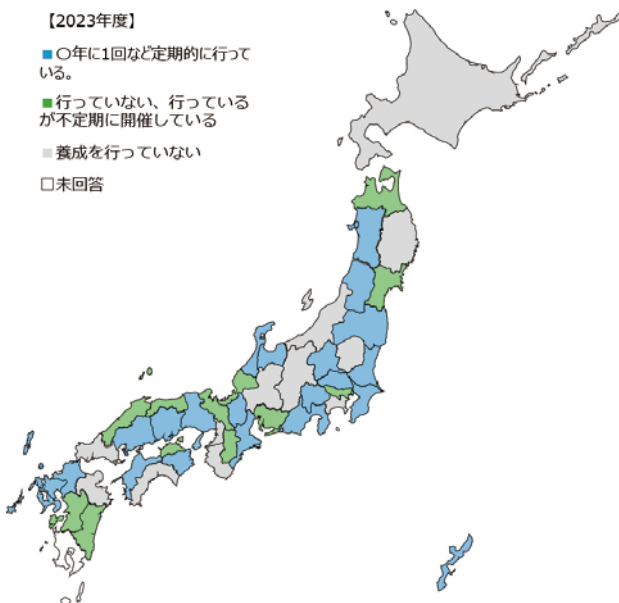 【2023年度】
■〇年に1回など定期的に行って
いる。
■行っていない、行っている
が不定期に開催している
■養成を行っていない
□未回答